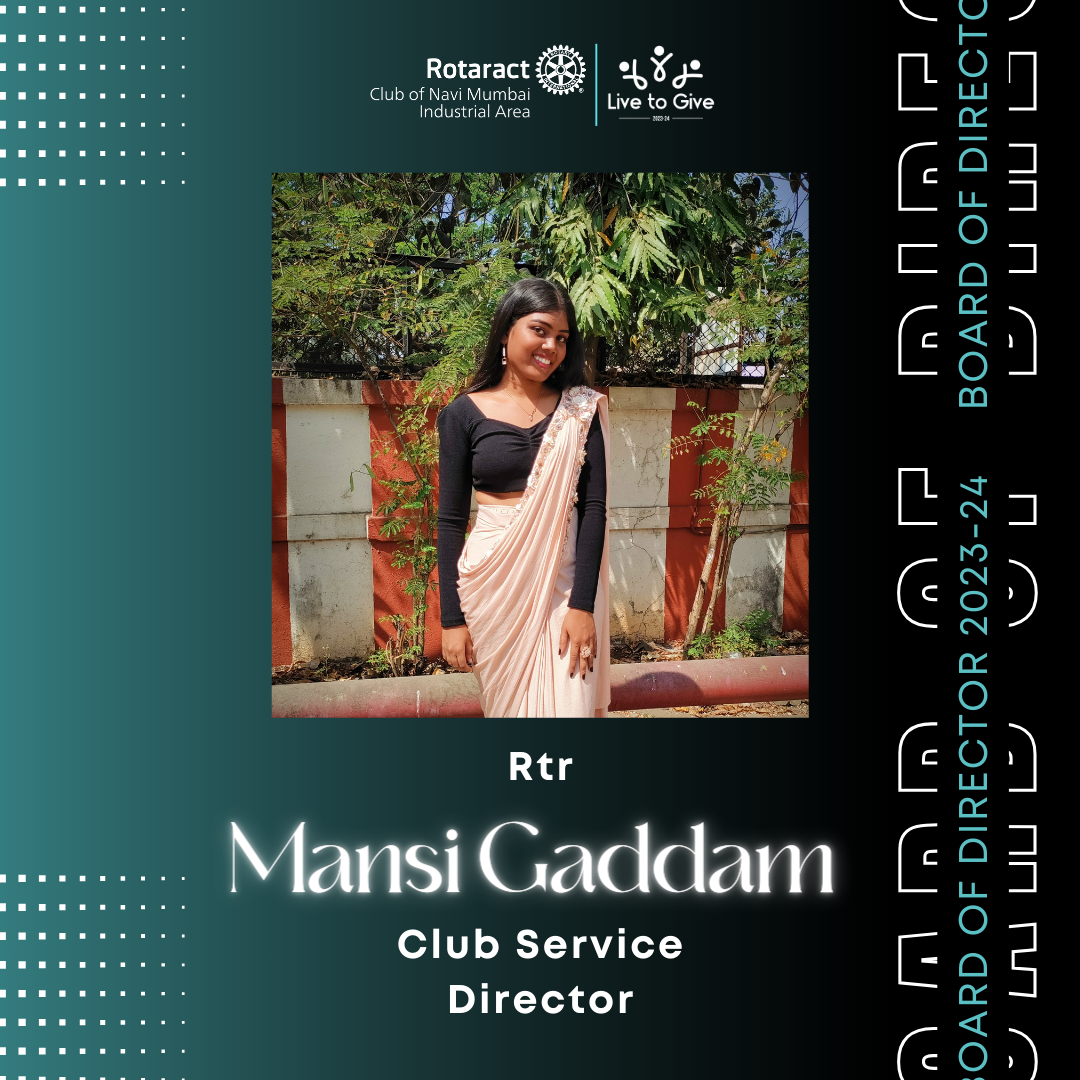 Rotaract
Club of Navi Mumbai
Industrial Area
Live to Give
2023-24
Rtr
Mansi Gaddam
Club Service
Director
BOARD OF DIRECTOR 2023-24
BOARD OF DIRECTO